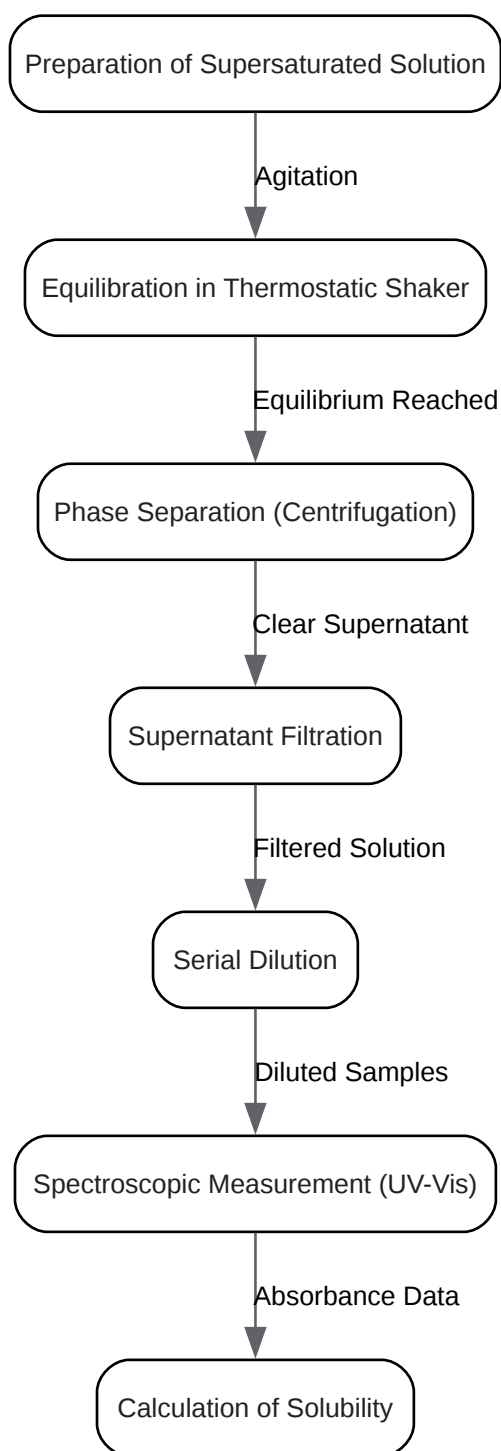 Preparation of Supersaturated Solution
Agitation
Equilibration in Thermostatic Shaker
Equilibrium Reached
Phase Separation (Centrifugation)
Clear Supernatant
Supernatant Filtration
Filtered Solution
Serial Dilution
Diluted Samples
Spectroscopic Measurement (UV-Vis)
Absorbance Data
Calculation of Solubility